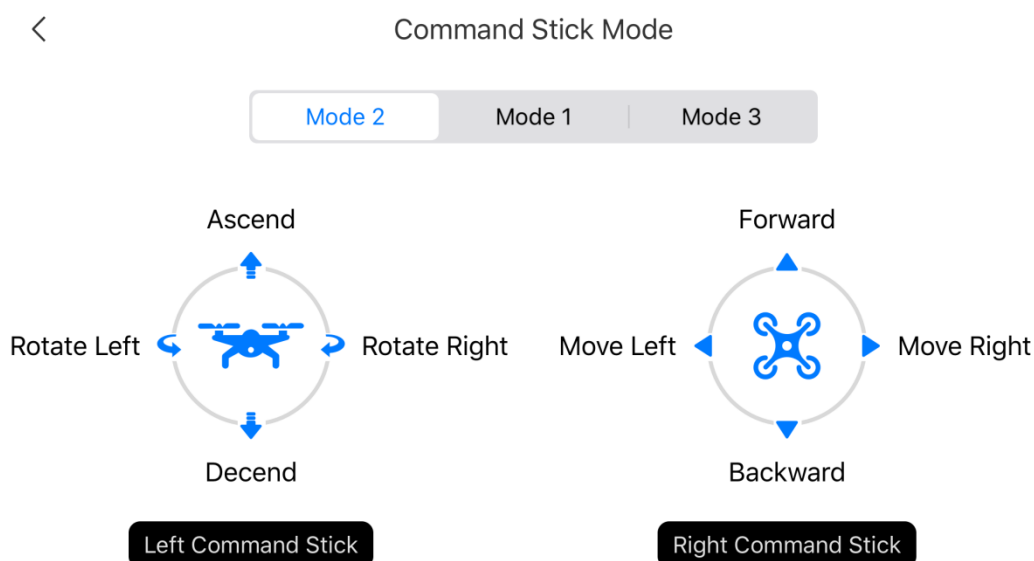 Command Stick Mode
Mode 2 Mode 1 Mode 3
Ascend Forward
Rotate Left Rotate Right Move Left Move Right
Decend Backward
Left Command Stick Right Command Stick